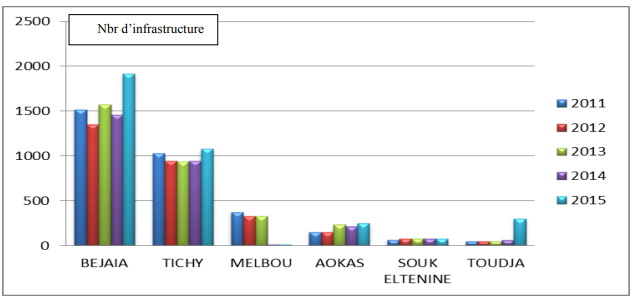 Nbr d’infrastructure
2500
2000
1500
1000
500
0
BEJAIA
TICHY
MELBOU
AOKAS
SOUK
ELTENINE
TOUDJA
2011
2012
2013
2014
2015